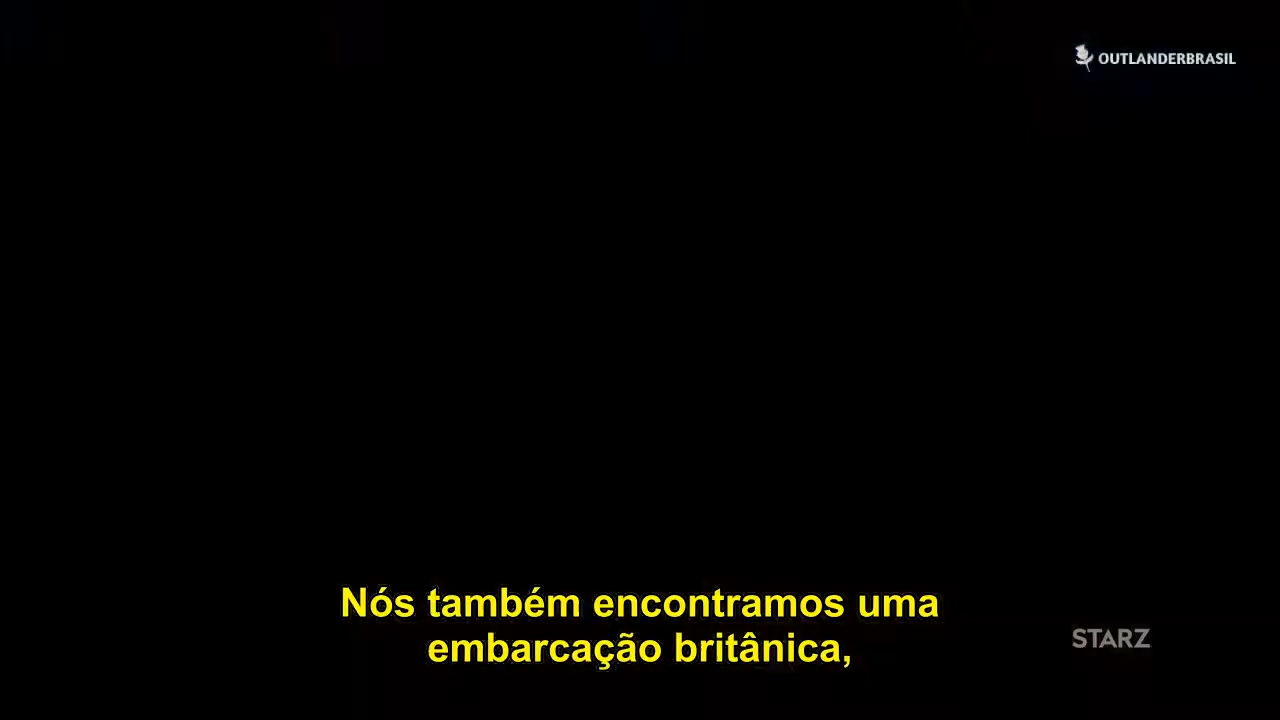 OUTLANDERBRASIL
Nós também encontramos uma
embarcação britânica,
STARZ